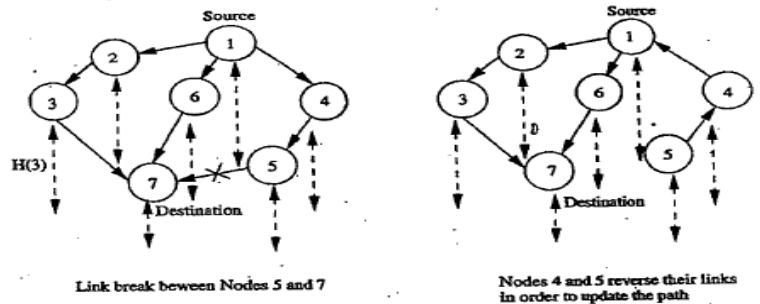 Source
1
2
6
3
4
H(3)
5
7
Destination
Link break beween Nodes 5 and 7
Source
1
2
6
4
3
5
7
Destination
Nodes 4 and 5 reverse their links
in order to update the path